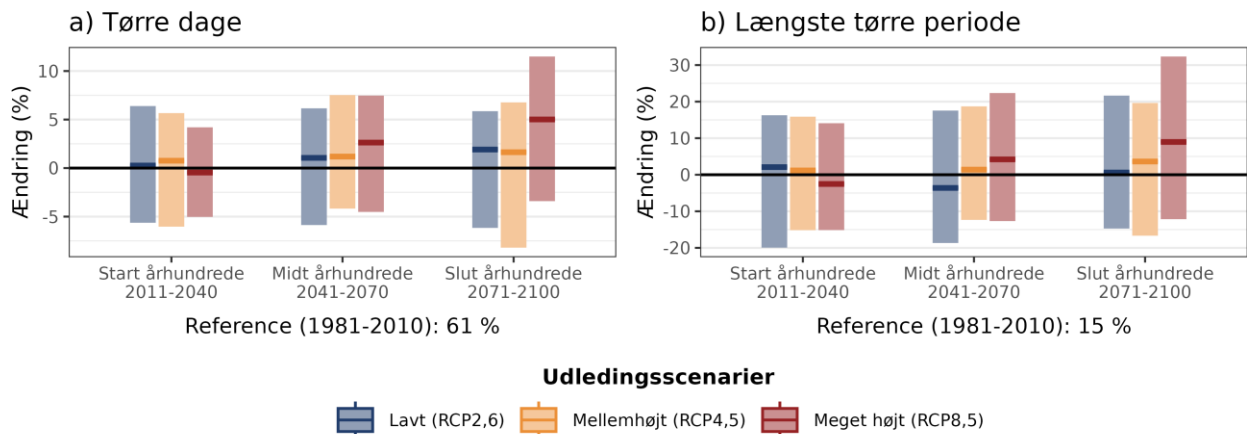 a) Tørre dage
Ændring (%)
10
5
0
-5
Start århundrede
2011-2040
Midt århundrede
2041-2070
Slut århundrede
2071-2100
Reference (1981-2010): 61 %
b) Længste tørre periode
Ændring (%)
30
20
10
0
-10
-20
Start århundrede
2011-2040
Midt århundrede
2041-2070
Slut århundrede
2071-2100
Reference (1981-2010): 15 %
Udledingsscenarier
Lavt (RCP2,6)
Mellemhøjt (RCP4,5)
Meget højt (RCP8,5)